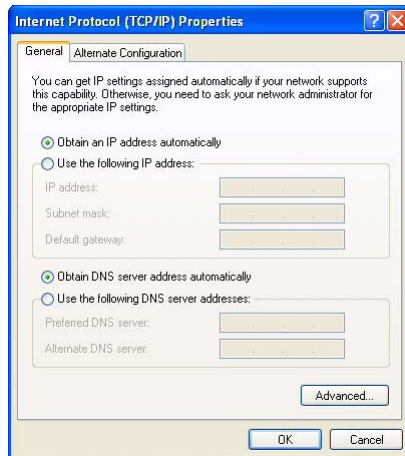 Internet Protocol (TCP/IP) Properties
General Alternate Configuration
You can get IP settings assigned automatically if your network supports
this capability. Otherwise, you need to ask your network administrator for
the appropriate IP settings.
Obtain an IP address automatically
Use the following IP address:
IP address:
Subnet mask:
Default gateway:
Obtain DNS server address automatically
Use the following DNS server addresses:
Preferred DNS server:
Alternate DNS server:
Advanced...
OK Cancel